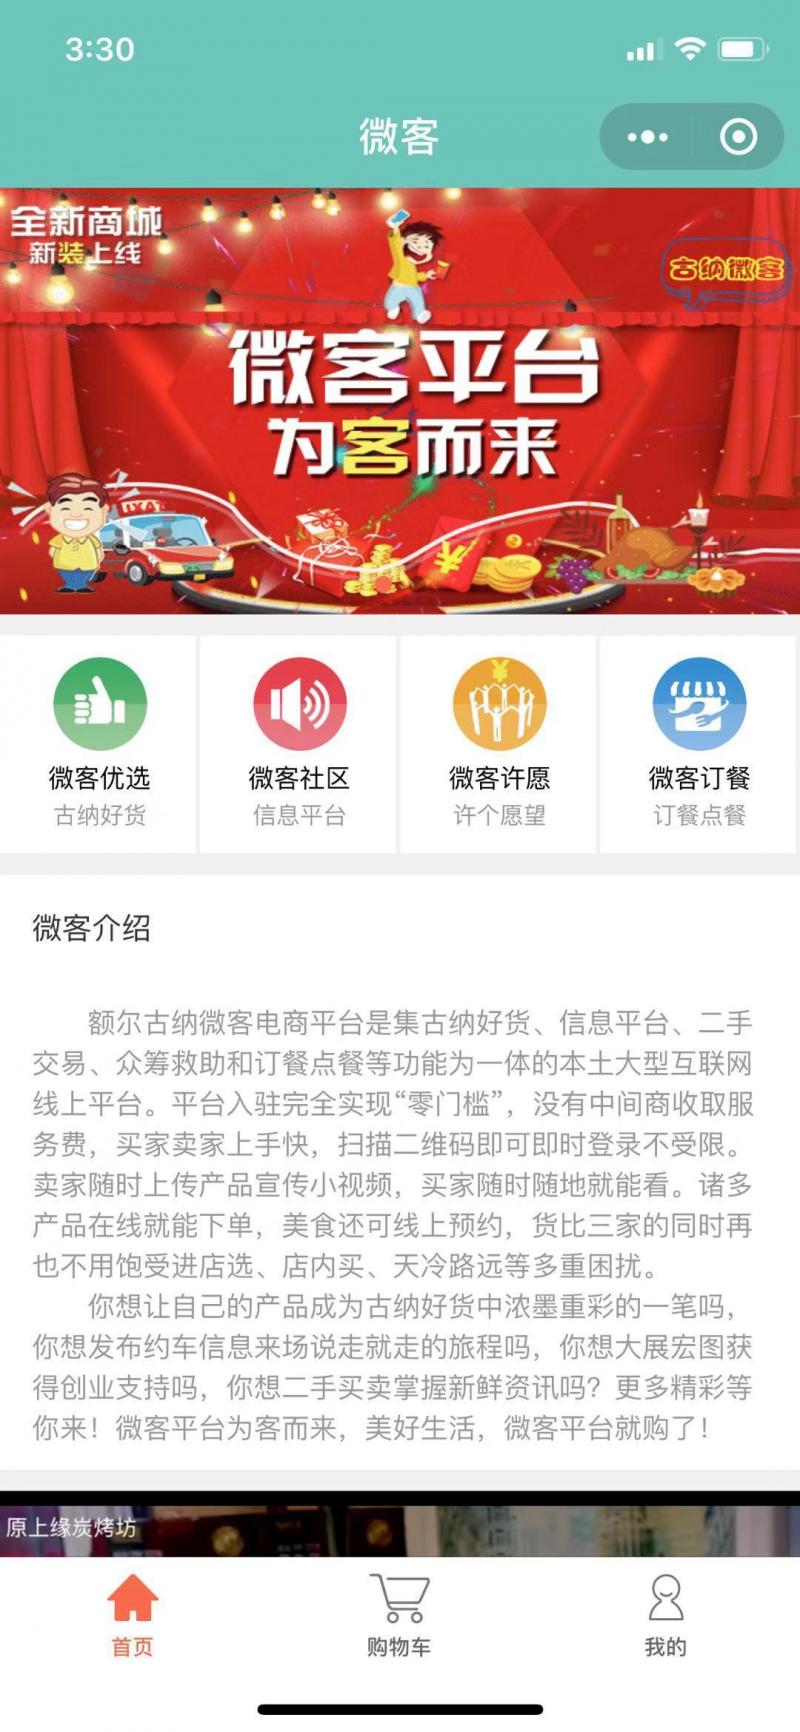 3:30
微客
全新商城
新装上线
古纳微客
微客平台
为客而来
TAXI
微客优选
古纳好货
微客社区
信息平台
微客许愿
许个愿望
微客订餐
订餐点餐
微客介绍
额尔古纳微客电商平台是集古纳好货、信息平台、二手
交易、众筹救助和订餐点餐等功能为一体的本土大型互联网
线上平台。平台入驻完全实现“零门槛”，没有中间商收取服
务费，买家卖家上手快，扫描二维码即可即时登录不受限。
卖家随时上传产品宣传小视频，买家随时随地就能看。诸多
产品在线就能下单，美食还可线上预约，货比三家的同时再
也不用饱受进店选、店内买、天冷路远等多重困扰。
你想让自己的产品成为古纳好货中浓墨重彩的一笔吗，
你想发布约车信息来场说走就走的旅程吗，你想大展宏图获
得创业支持吗，你想二手买卖掌握新鲜资讯吗？更多精彩等
你来！微客平台为客而来，美好生活，微客平台就购了！
原上缘炭烤坊
首页
购物车
我的